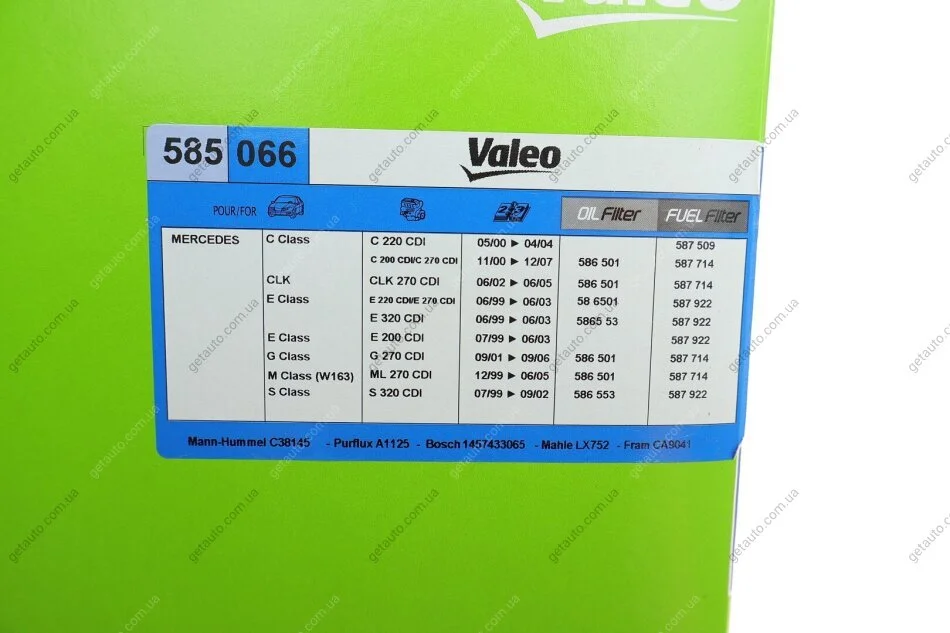 Valeo
585 066 Valeo
POUR/FOR OIL Filter FUEL Filter
MERCEDES C Class C 220 CDI 05/00 ► 04/04 587 509
C 200 CDI/C 270 CDI 11/00 ► 12/07 586 501 587 714
CLK CLK 270 CDI 06/02 ► 06/05 586 501 587 714
E Class E 220 CDI/E 270 CDI 06/99 ► 06/03 58 6501 587 922
E 320 CDI 06/99 ► 06/03 5865 53 587 922
E Class E 200 CDI 07/99 ► 06/03 587 922
G Class G 270 CDI 09/01 ► 09/06 586 501 587 714
M Class (W163) ML 270 CDI 12/99 ► 06/05 586 501 587 714
S Class S 320 CDI 07/99 ► 09/02 586 553 587 922
Mann-Hummel C38145 - Purflux A1125 - Bosch 1457433065 - Mahle LX752 - Fram CA9041
getauto.com.ua